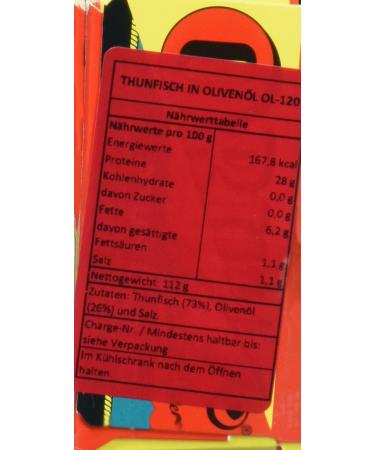 THUNFISCH IN OLIVENÖL OL-120
Nährwerttabelle
Nährwerte pro 100 g
Energiewerte 167,8 kcal
Proteine 28 g
Kohlenhydrate 0,0 g
davon Zucker 0,0 g
Fette 6,2 g
davon gesättigte
Fettsäuren 1,1 g
Salz 1,1 g
Nettogewicht: 112 g
Zutaten: Thunfisch (73%), Olivenöl
(26%) und Salz.
Charge-Nr. / Mindestens haltbar bis:
siehe Verpackung
Im Kühlschrank nach dem Öffnen
halten
®